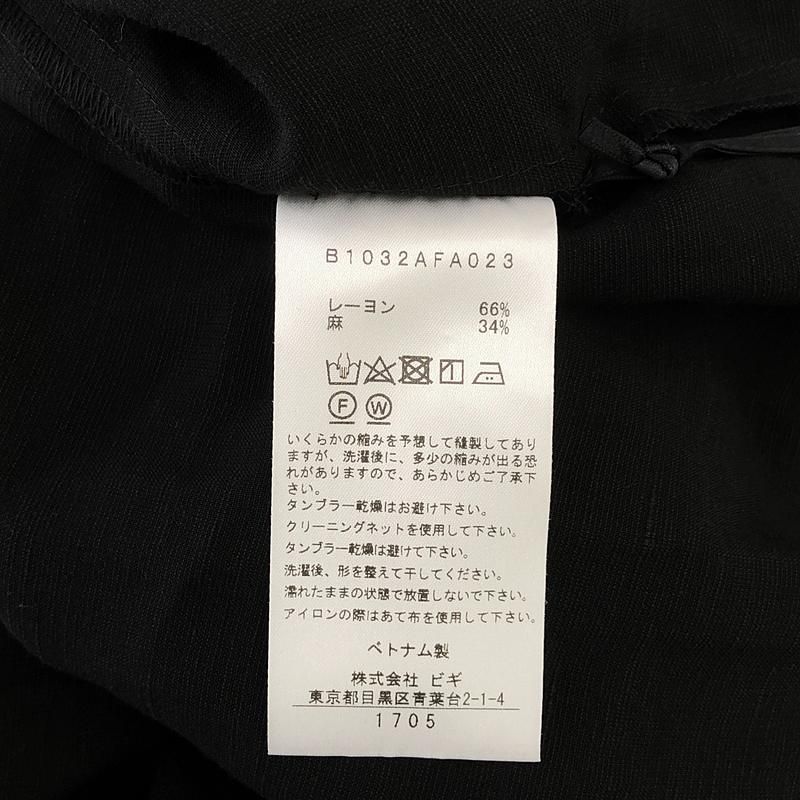 B1032AFA023
レーヨン 66%
麻 34%
F W
いくらかの縮みを予想して縫製してあり
ますが、洗濯後に、多少の縮みが出る恐
れがありますので、あらかじめご了承下
さい。
タンブラー乾燥はお避け下さい。
クリーニングネットを使用して下さい。
タンブラー乾燥は避けて下さい。
洗濯後、形を整えて干してください。
濡れたままの状態で放置しないで下さい。
アイロンの際はあて布を使用して下さい。
ベトナム製
株式会社 ビギ
東京都目黒区青葉台2-1-4
1705